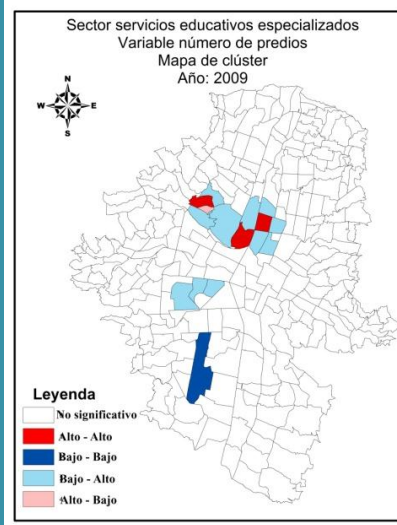 Sector servicios educativos especializados
Variable número de predios
Mapa de clúster
Año: 2009
N
W E
S
Leyenda
No significativo
Alto - Alto
Bajo - Bajo
Bajo - Alto
Alto - Bajo